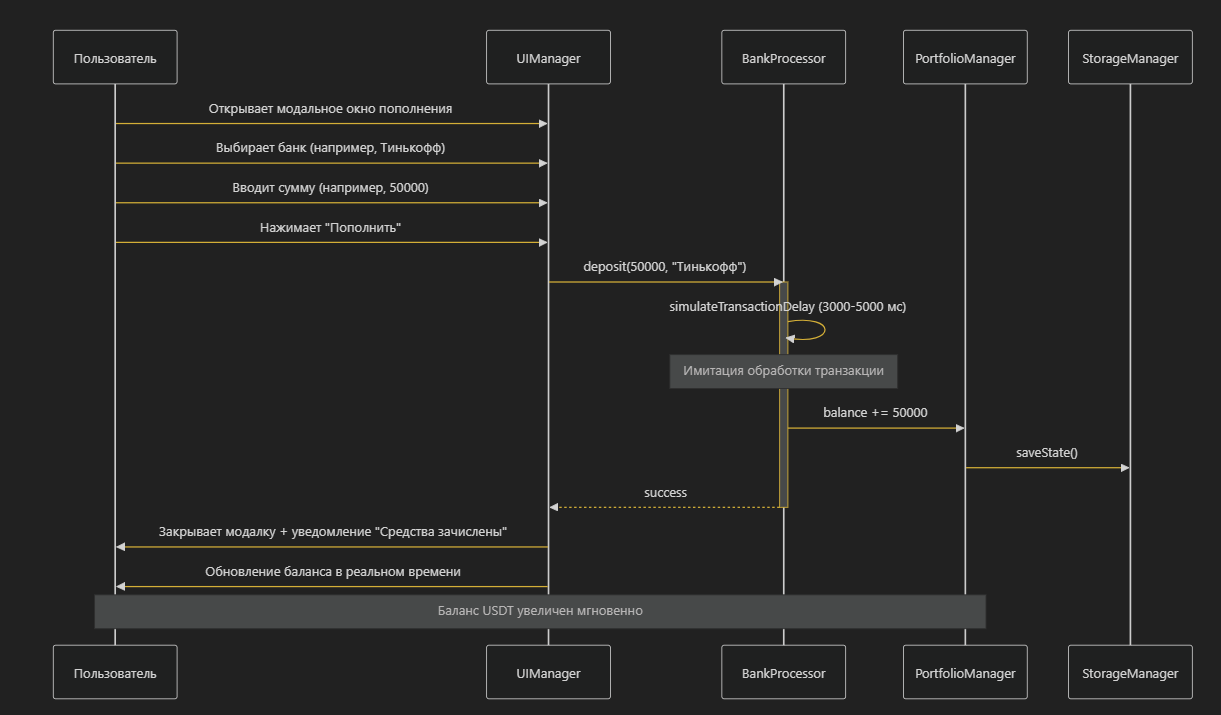 Пользователь
UIManager
BankProcessor
PortfolioManager
StorageManager
Открывает модальное окно пополнения
Выбирает банк (например, Тинькофф)
Вводит сумму (например, 50000)
Нажимает "Пополнить"
deposit(50000, "Тинькофф")
simulateTransactionDelay (3000-5000 мс)
Имитация обработки транзакции
balance += 50000
saveState()
success
Закрывает модалку + уведомление "Средства зачислены"
Обновление баланса в реальном времени
Баланс USDT увеличен мгновенно
Пользователь
UIManager
BankProcessor
PortfolioManager
StorageManager